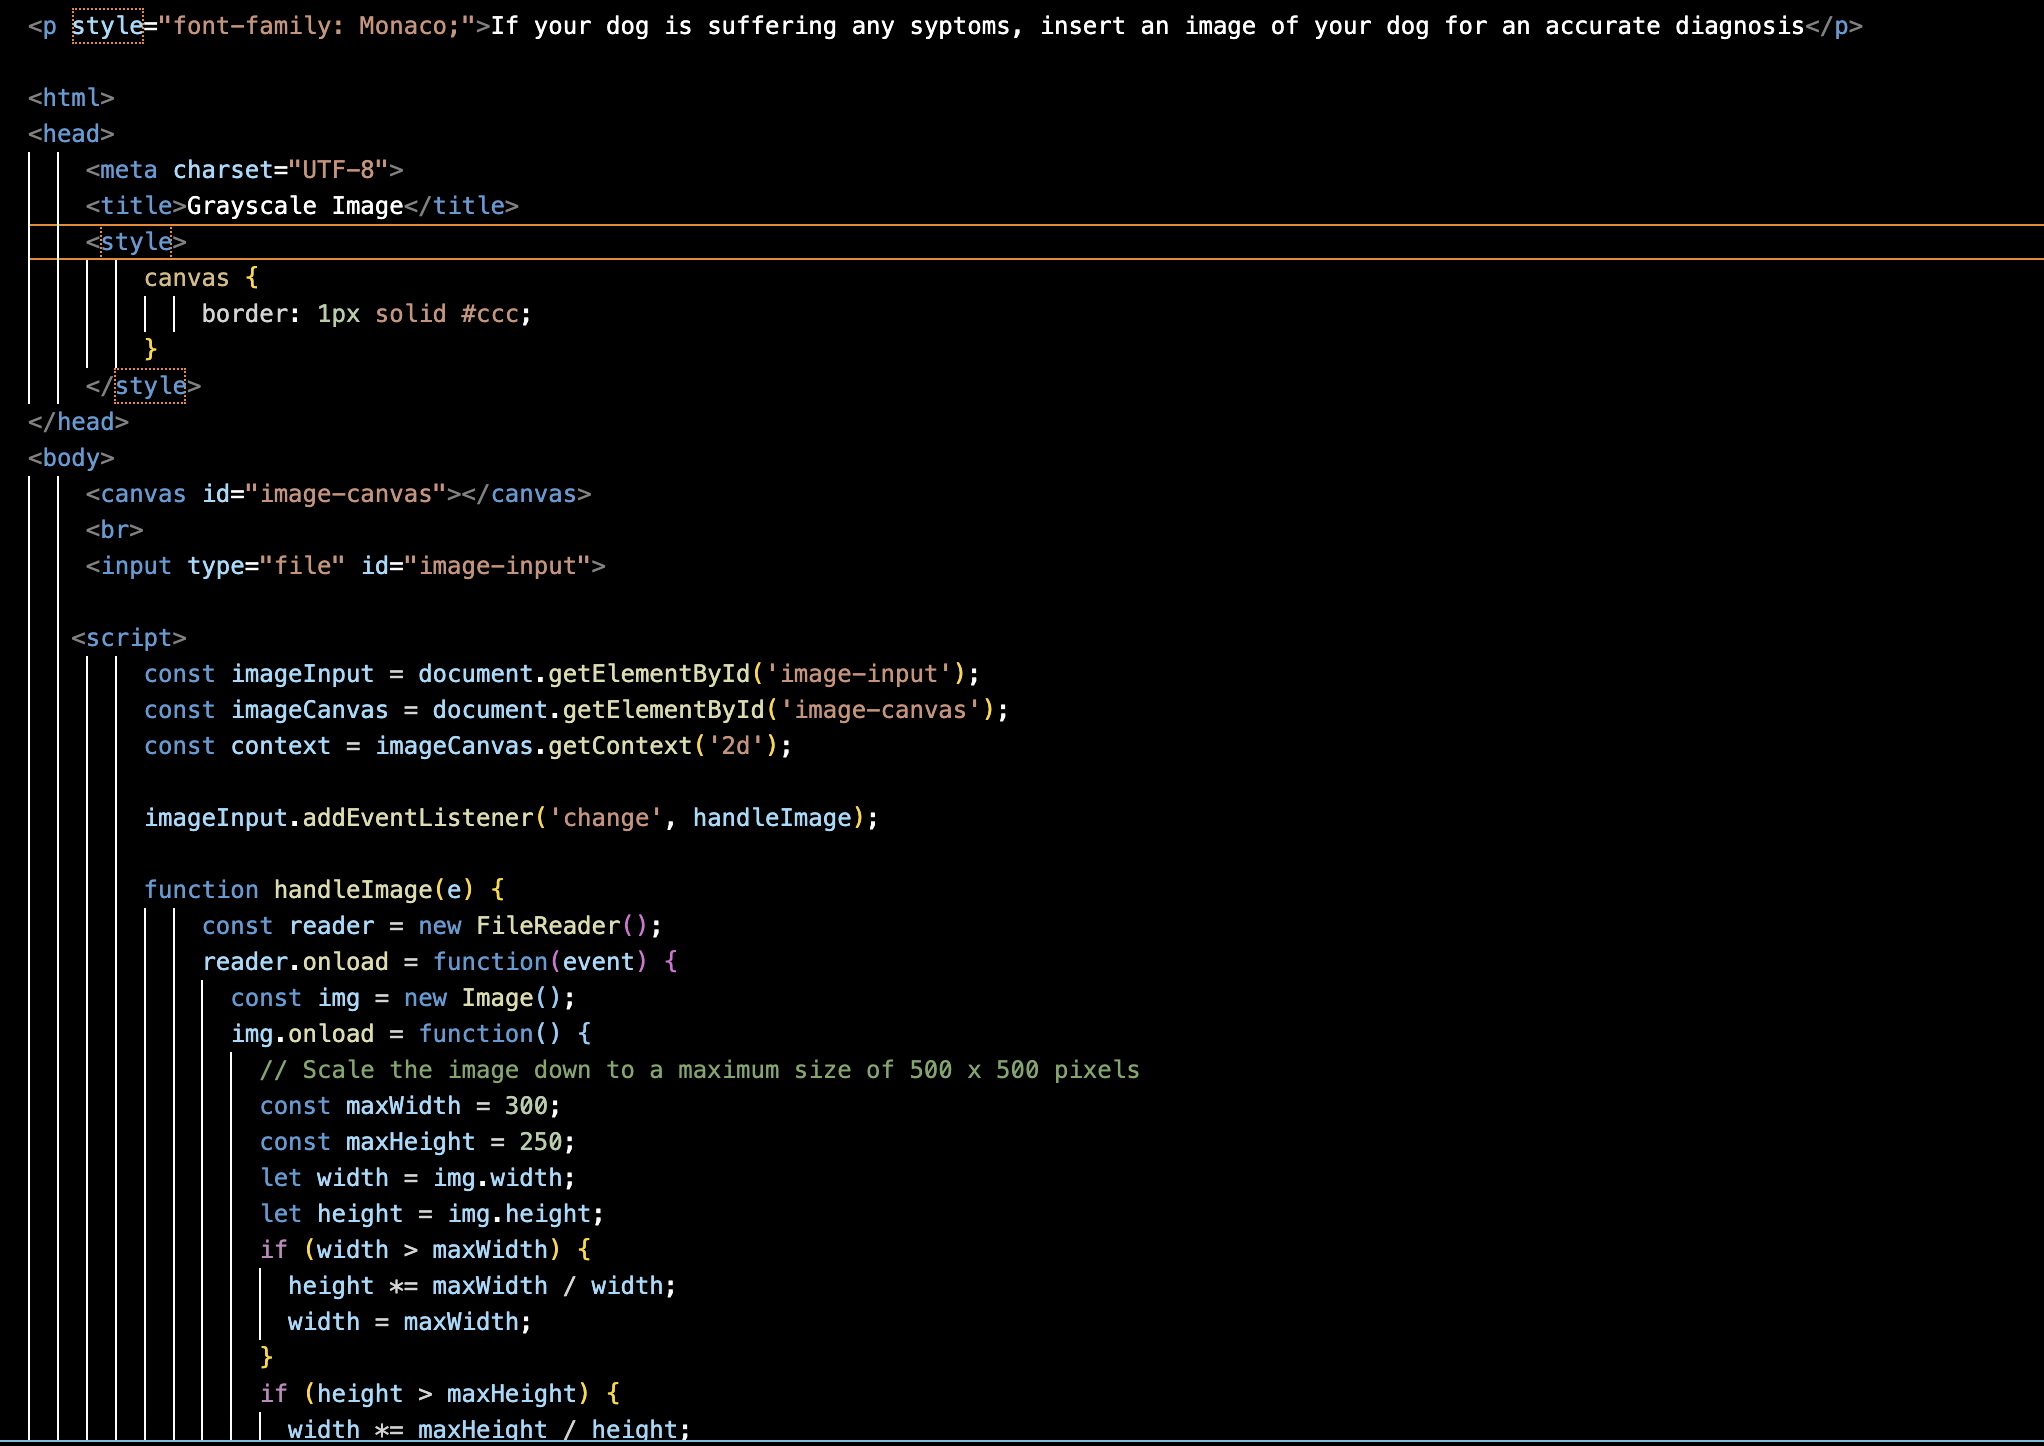 <p style="font-family: Monaco;">If your dog is suffering any syptoms, insert an image of your dog for an accurate diagnosis</p>
<html>
<head>
<meta charset="UTF-8">
<title>Grayscale Image</title>
<style>
canvas {
border: 1px solid #ccc;
}
</style>
</head>
<body>
<canvas id="image-canvas"></canvas>
<br>
<input type="file" id="image-input">
<script>
const imageInput = document.getElementById('image-input');
const imageCanvas = document.getElementById('image-canvas');
const context = imageCanvas.getContext('2d');
imageInput.addEventListener('change', handleImage);
function handleImage(e) {
const reader = new FileReader();
reader.onload = function(event) {
const img = new Image();
img.onload = function() {
// Scale the image down to a maximum size of 500 x 500 pixels
const maxWidth = 300;
const maxHeight = 250;
let width = img.width;
let height = img.height;
if (width > maxWidth) {
height *= maxWidth / width;
width = maxWidth;
}
if (height > maxHeight) {
width *= maxHeight / height;